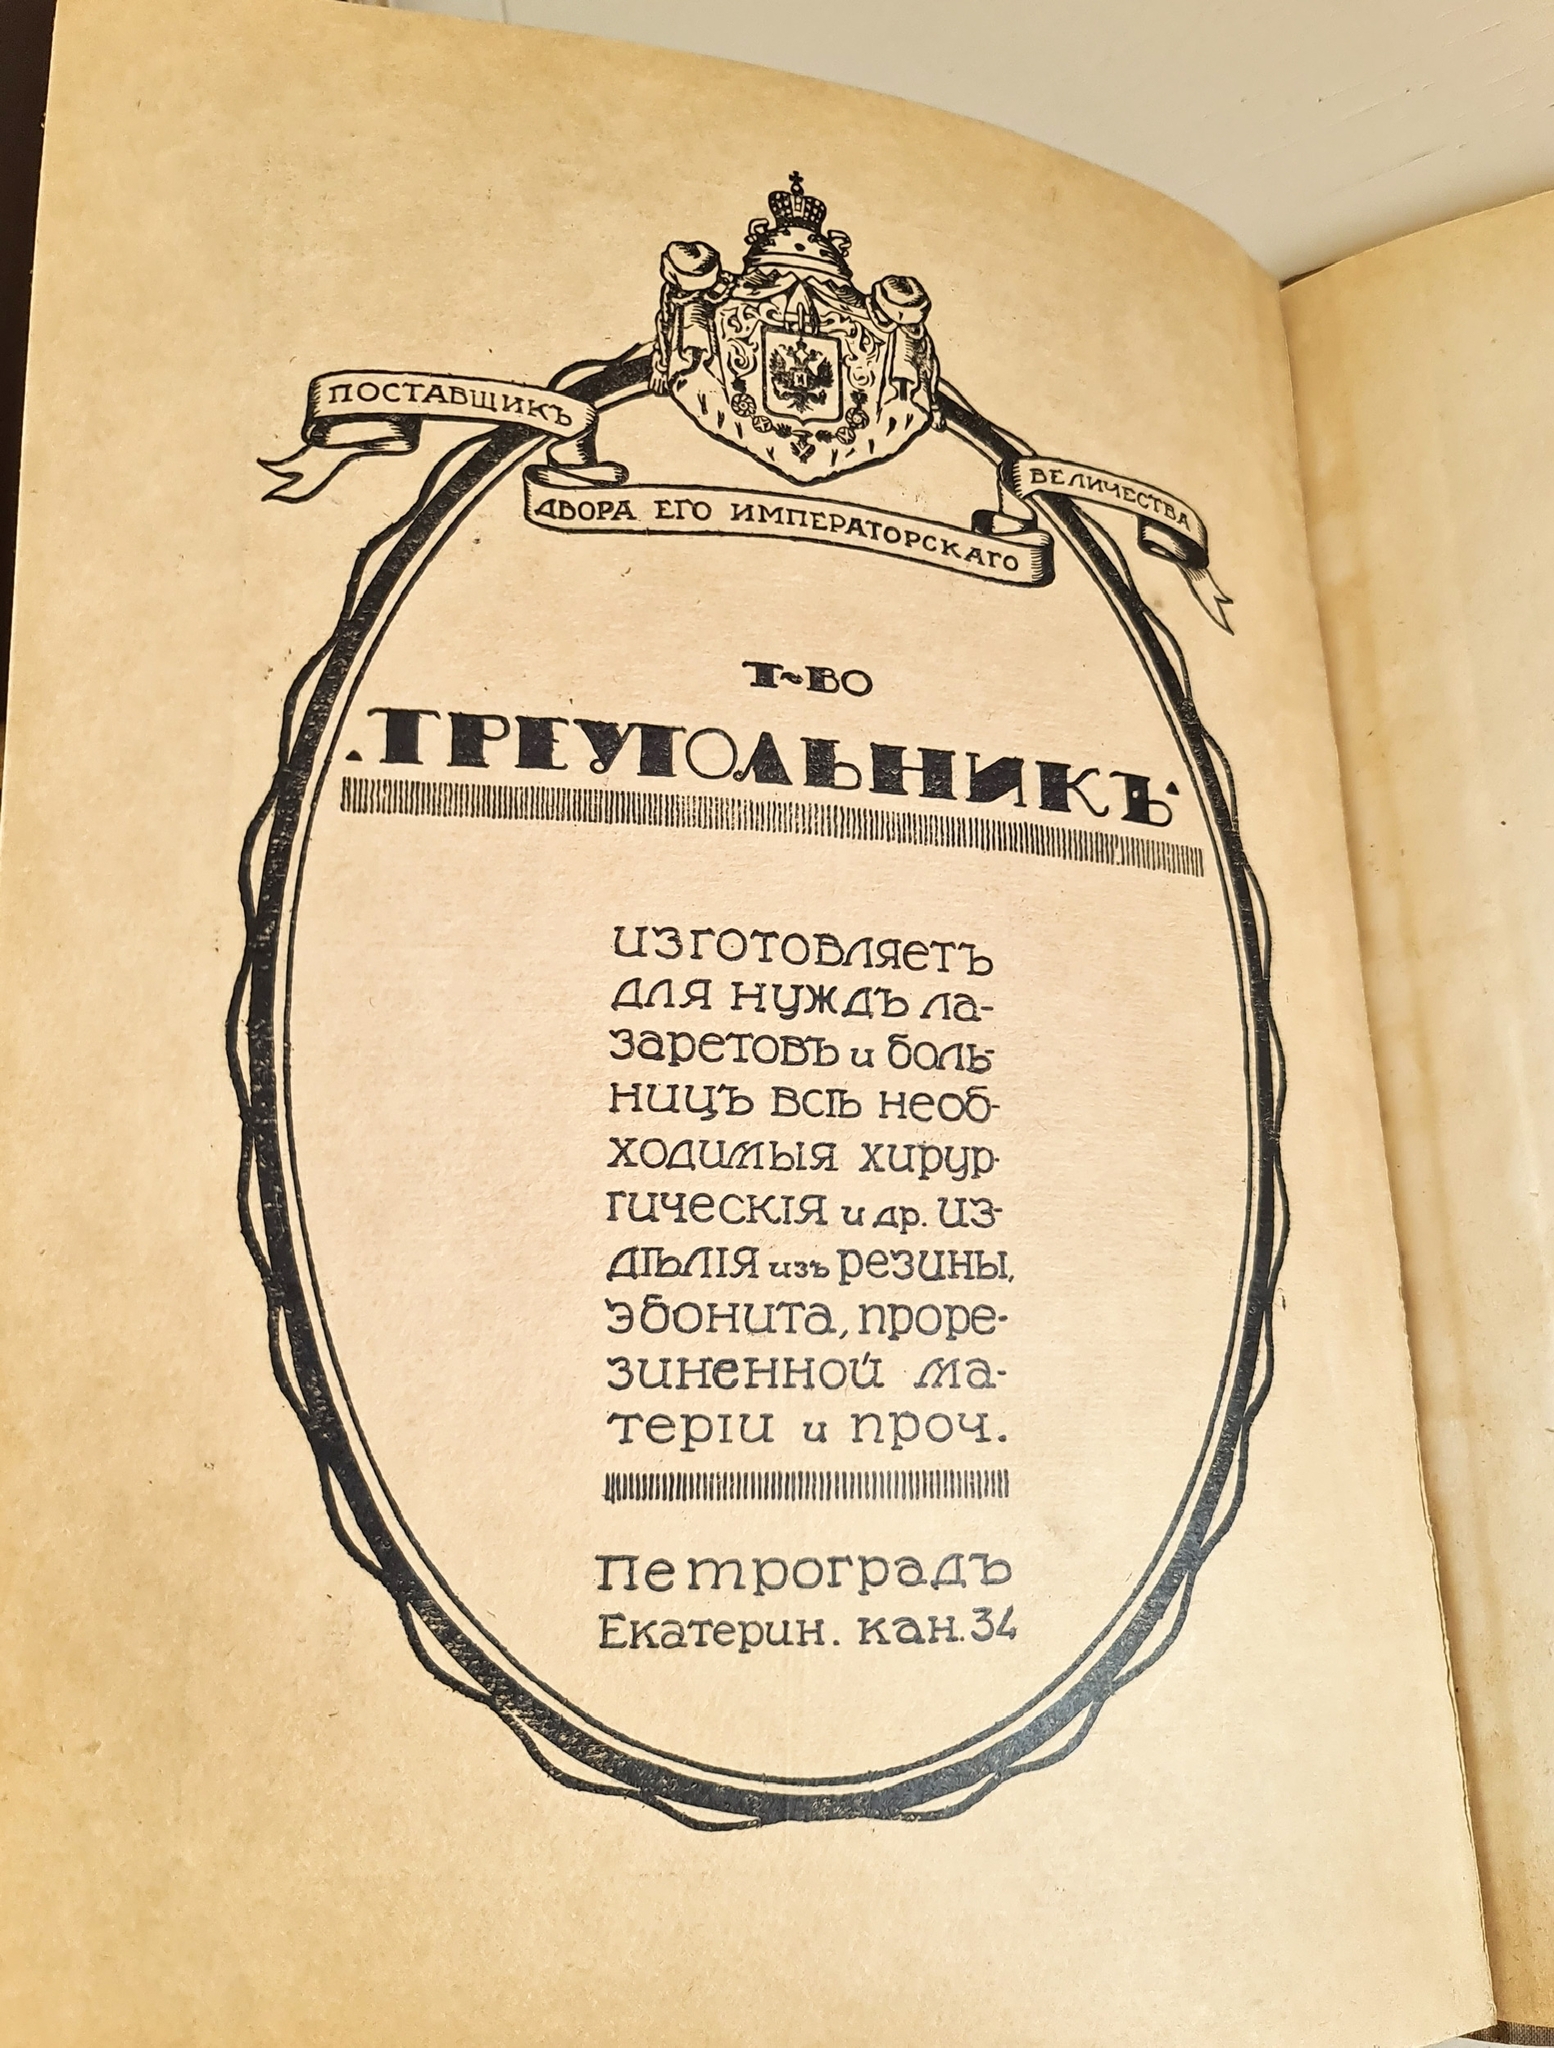 ПОСТАВЩИКЪ
ДВОРА ЕГО ИМПЕРАТОРСКАГО
ВЕЛИЧЕСТВА
Т-ВО
ТРЕУГОЛЬНИКЪ
изготовляетъ
для нуждъ ла-
заретовъ и боль-
ницъ всѣ необ-
ходимыя хирур-
гическія и др. из-
дѣлія изъ резины,
эбонита, проре-
зиненной ма-
теріи и проч.
Петроградъ
Екатерин. кан. 34